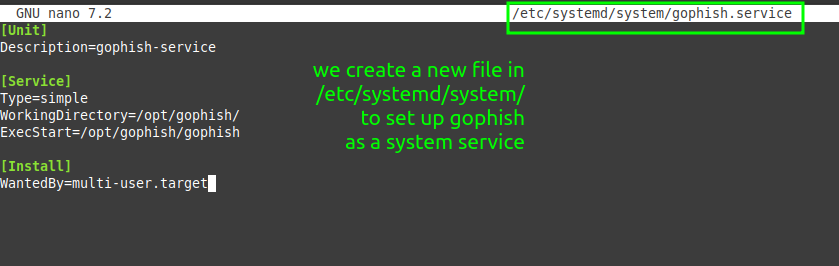 GNU nano 7.2 /etc/systemd/system/gophish.service
[Unit]
Description=gophish-service
[Service]
Type=simple
WorkingDirectory=/opt/gophish/
ExecStart=/opt/gophish/gophish
[Install]
WantedBy=multi-user.target
we create a new file in
/etc/systemd/system/
to set up gophish
as a system service